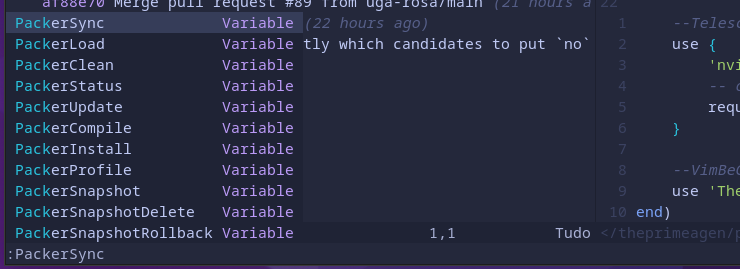 af88e70 Merge pull request #89 from uga-rosa/main (21 hours a
PackerSync Variable (22 hours ago)
PackerLoad Variable tly which candidates to put `no`
PackerClean Variable
PackerStatus Variable
PackerUpdate Variable
PackerCompile Variable
PackerInstall Variable
PackerProfile Variable
PackerSnapshot Variable
PackerSnapshotDelete Variable
PackerSnapshotRollback Variable 1,1 Tudo
:PackerSync
22
1 --Telesc
2 use {
3 'nvi
4 -- o
5 requ
6 }
7
8 --VimBeG
9 use 'The
10 end)
</theprimeagen/p